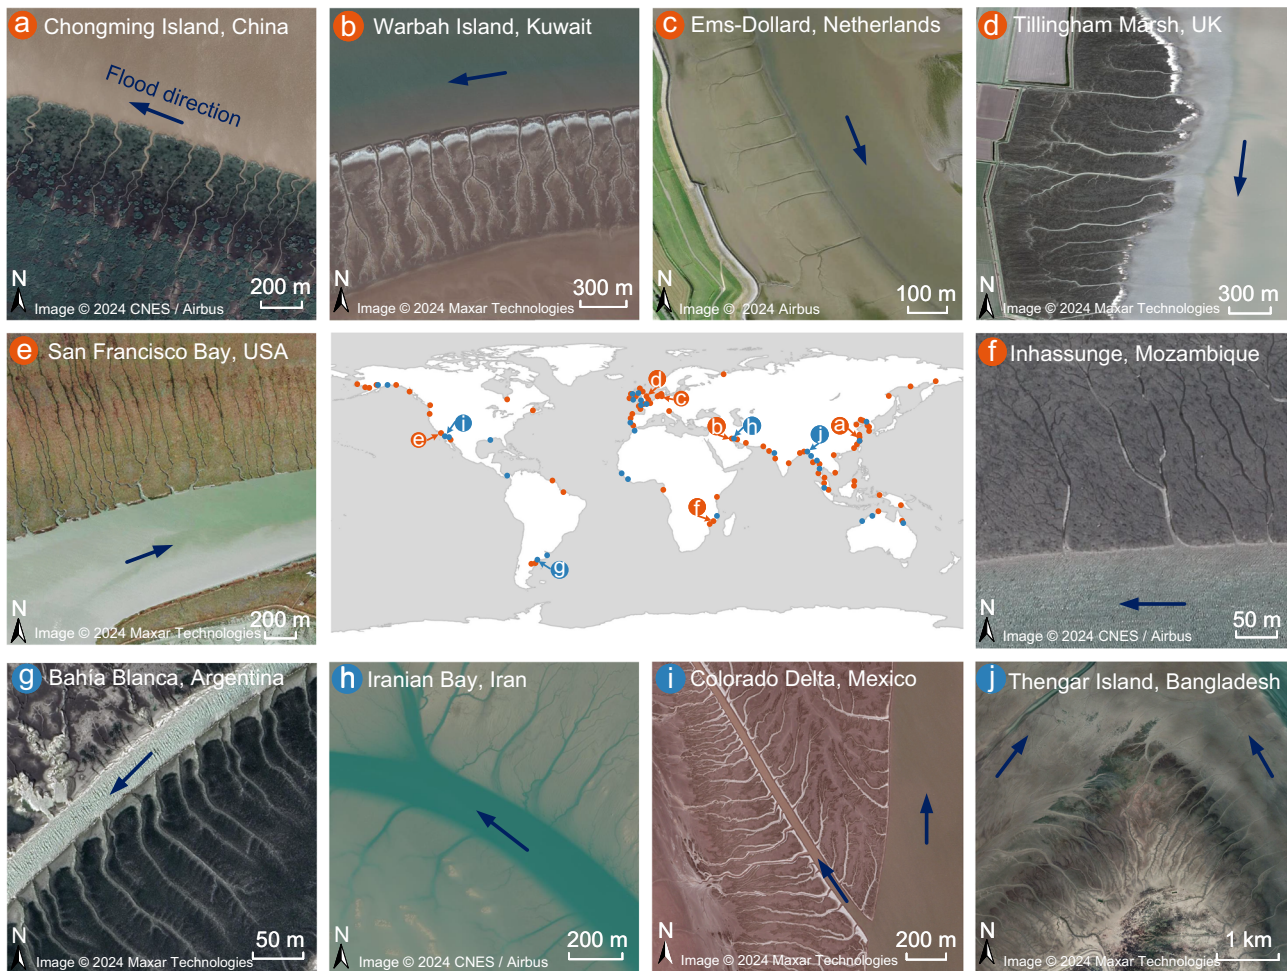 a Chongming Island, China
Flood direction
N
200 m
Image © 2024 CNES / Airbus
b Warbah Island, Kuwait
N
300 m
Image © 2024 Maxar Technologies
c Ems-Dollard, Netherlands
N
100 m
Image © 2024 Airbus
d Tillingham Marsh, UK
N
300 m
Image © 2024 Maxar Technologies
e San Francisco Bay, USA
N
200 m
Image © 2024 Maxar Technologies
d
c
i
e
b
h
a
j
f
g
f Inhassunge, Mozambique
N
50 m
Image © 2024 CNES / Airbus
g Bahía Blanca, Argentina
N
50 m
Image © 2024 Maxar Technologies
h Iranian Bay, Iran
N
200 m
Image © 2024 CNES / Airbus
i Colorado Delta, Mexico
N
200 m
Image © 2024 Maxar Technologies
j Thengar Island, Bangladesh
N
1 km
Image © 2024 Maxar Technologies